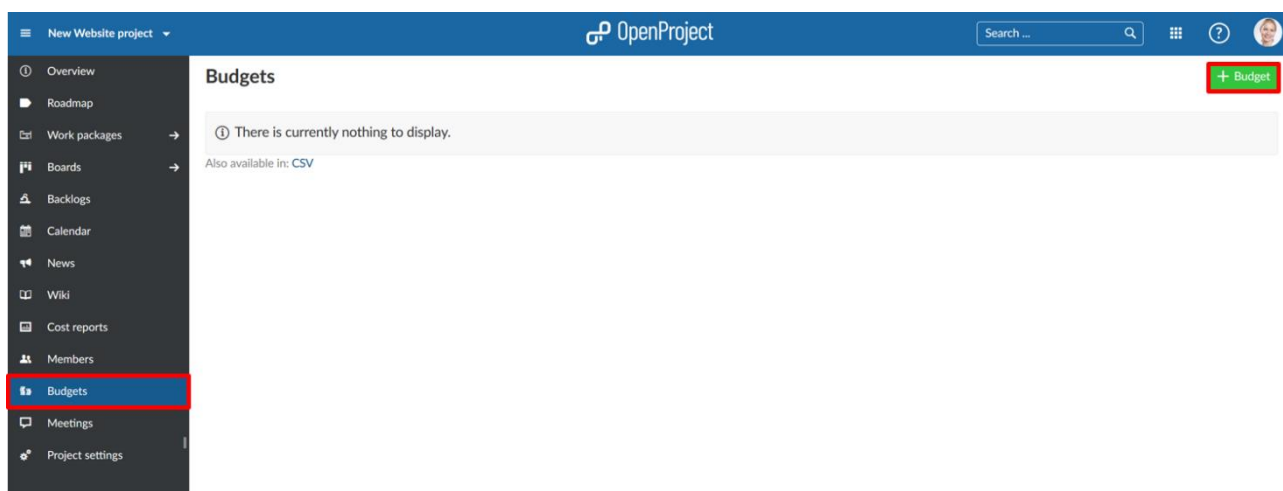 New Website project
OpenProject
Search ...
Overview
Budgets
+ Budget
Roadmap
Work packages
There is currently nothing to display.
Boards
Also available in: CSV
Backlogs
Calendar
News
Wiki
Cost reports
Members
Budgets
Meetings
Project settings